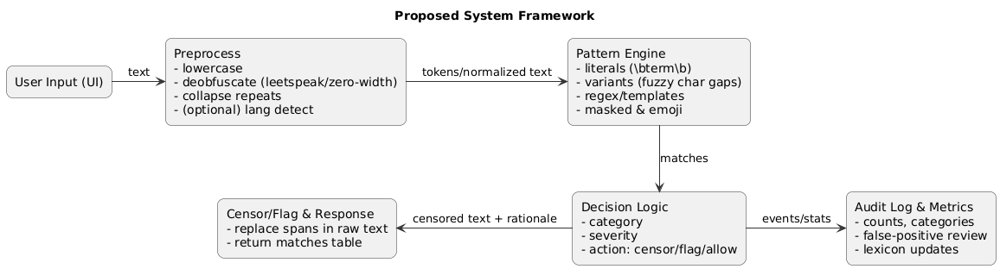 Proposed System Framework
User Input (UI)
text
Preprocess
- lowercase
- deobfuscate (leetspeak/zero-width)
- collapse repeats
- (optional) lang detect
tokens/normalized text
Pattern Engine
- literals (\bterm\b)
- variants (fuzzy char gaps)
- regex/templates
- masked & emoji
matches
Decision Logic
- category
- severity
- action: censor/flag/allow
censored text + rationale
Censor/Flag & Response
- replace spans in raw text
- return matches table
events/stats
Audit Log & Metrics
- counts, categories
- false-positive review
- lexicon updates